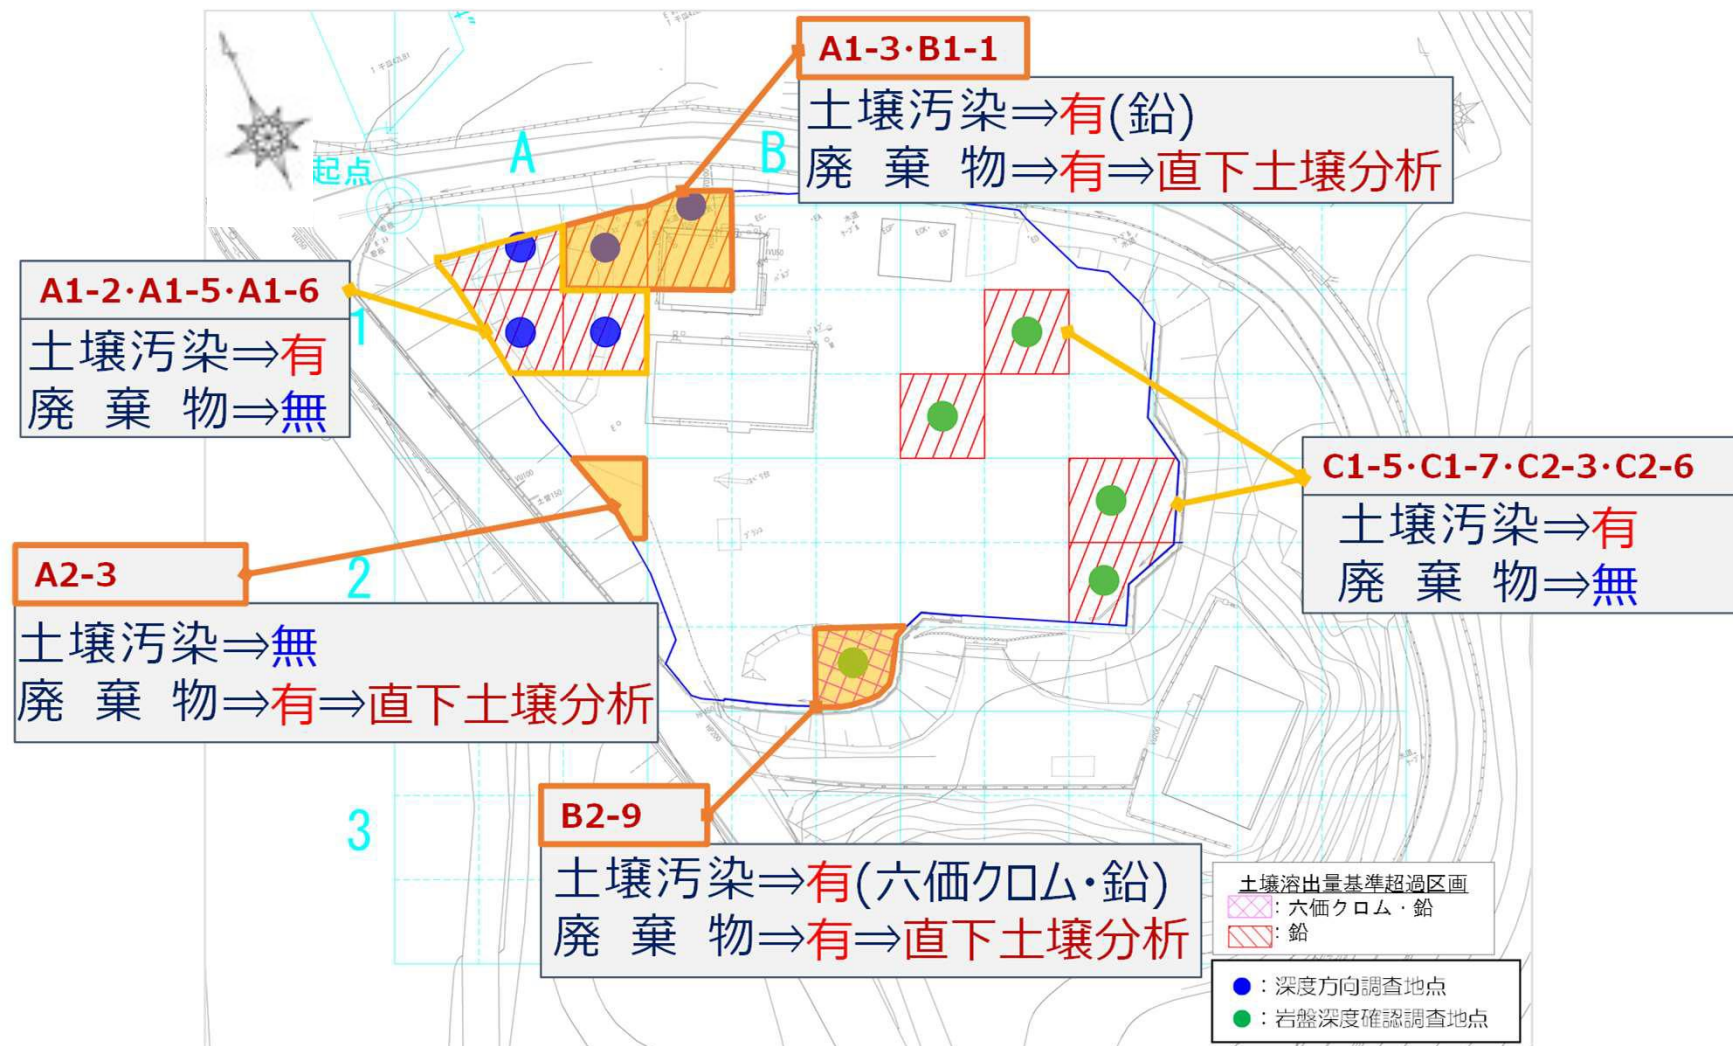 A1-3・B1-1
土壌汚染⇒有(鉛)
廃棄物⇒有⇒直下土壌分析
A
B
起点
A1-2・A1-5・A1-6
土壌汚染⇒有
廃棄物⇒無
1
C1-5・C1-7・C2-3・C2-6
土壌汚染⇒有
廃棄物⇒無
A2-3
土壌汚染⇒無
廃棄物⇒有⇒直下土壌分析
2
B2-9
土壌汚染⇒有(六価クロム・鉛)
廃棄物⇒有⇒直下土壌分析
3
土壌溶出量基準超過区画
：六価クロム・鉛
：鉛
：深度方向調査地点
：岩盤深度確認調査地点